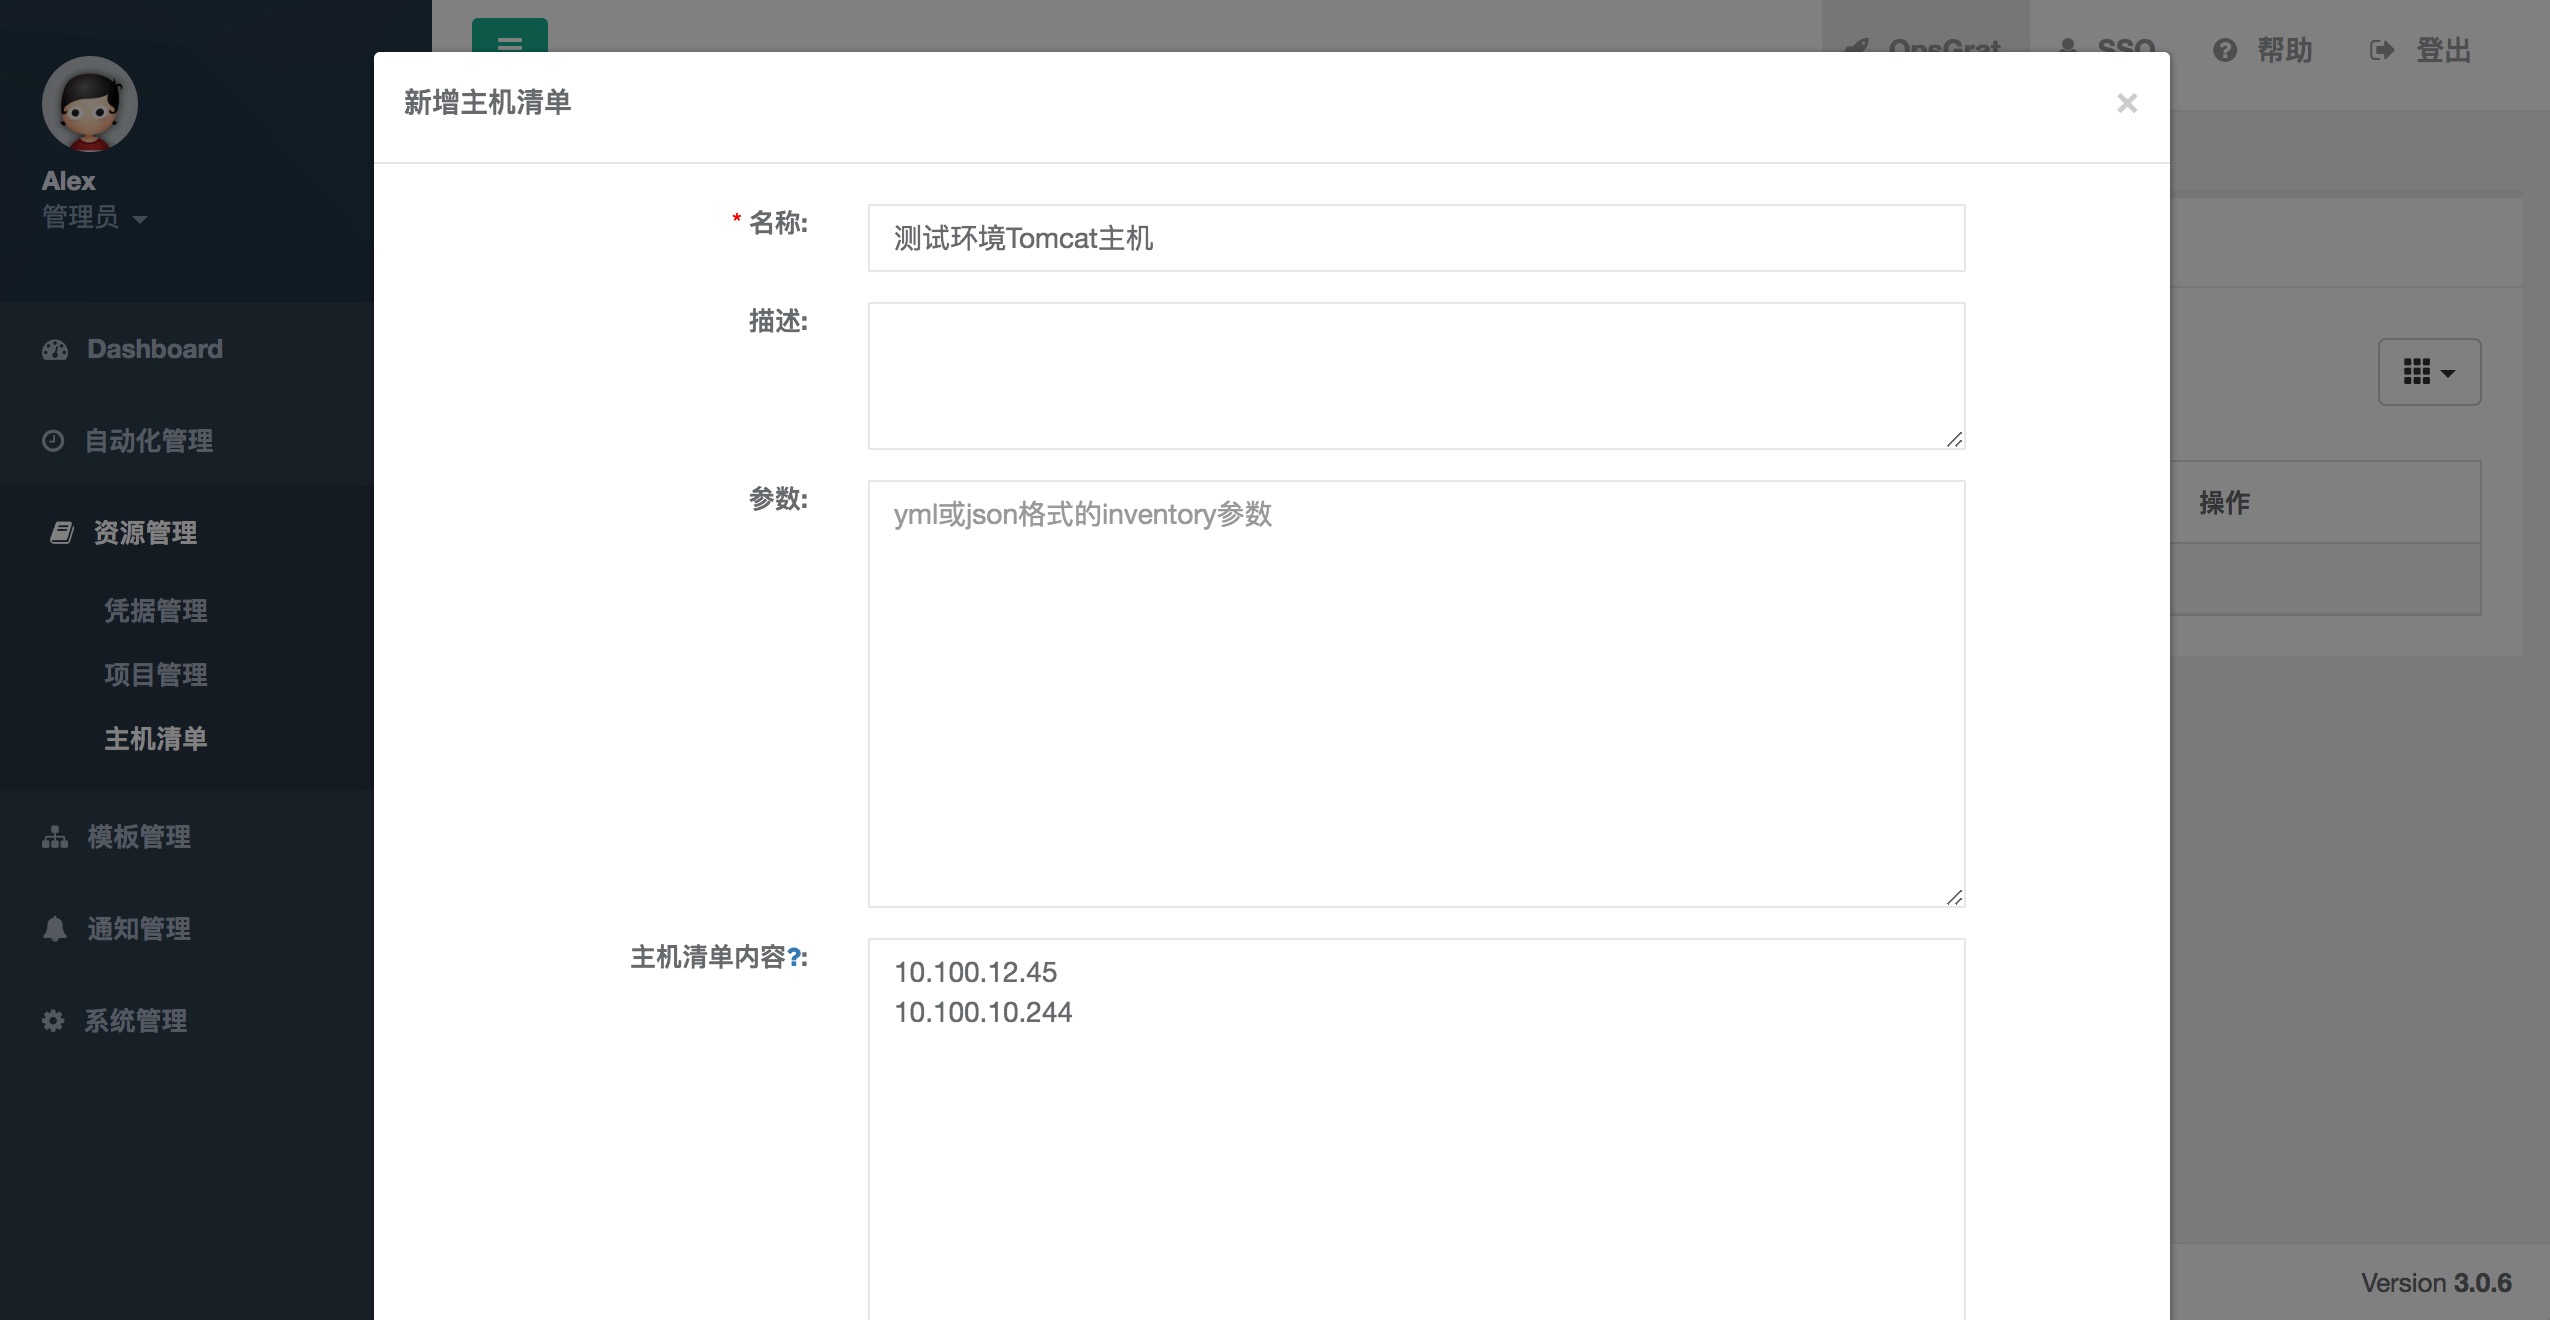 OpsGrat
SSO
帮助
登出
Alex
管理员
Dashboard
自动化管理
资源管理
凭据管理
项目管理
主机清单
模板管理
通知管理
系统管理
新增主机清单
×
* 名称:
测试环境Tomcat主机
描述:
参数:
yml或json格式的inventory参数
主机清单内容?:
10.100.12.45
10.100.10.244
操作
Version 3.0.6